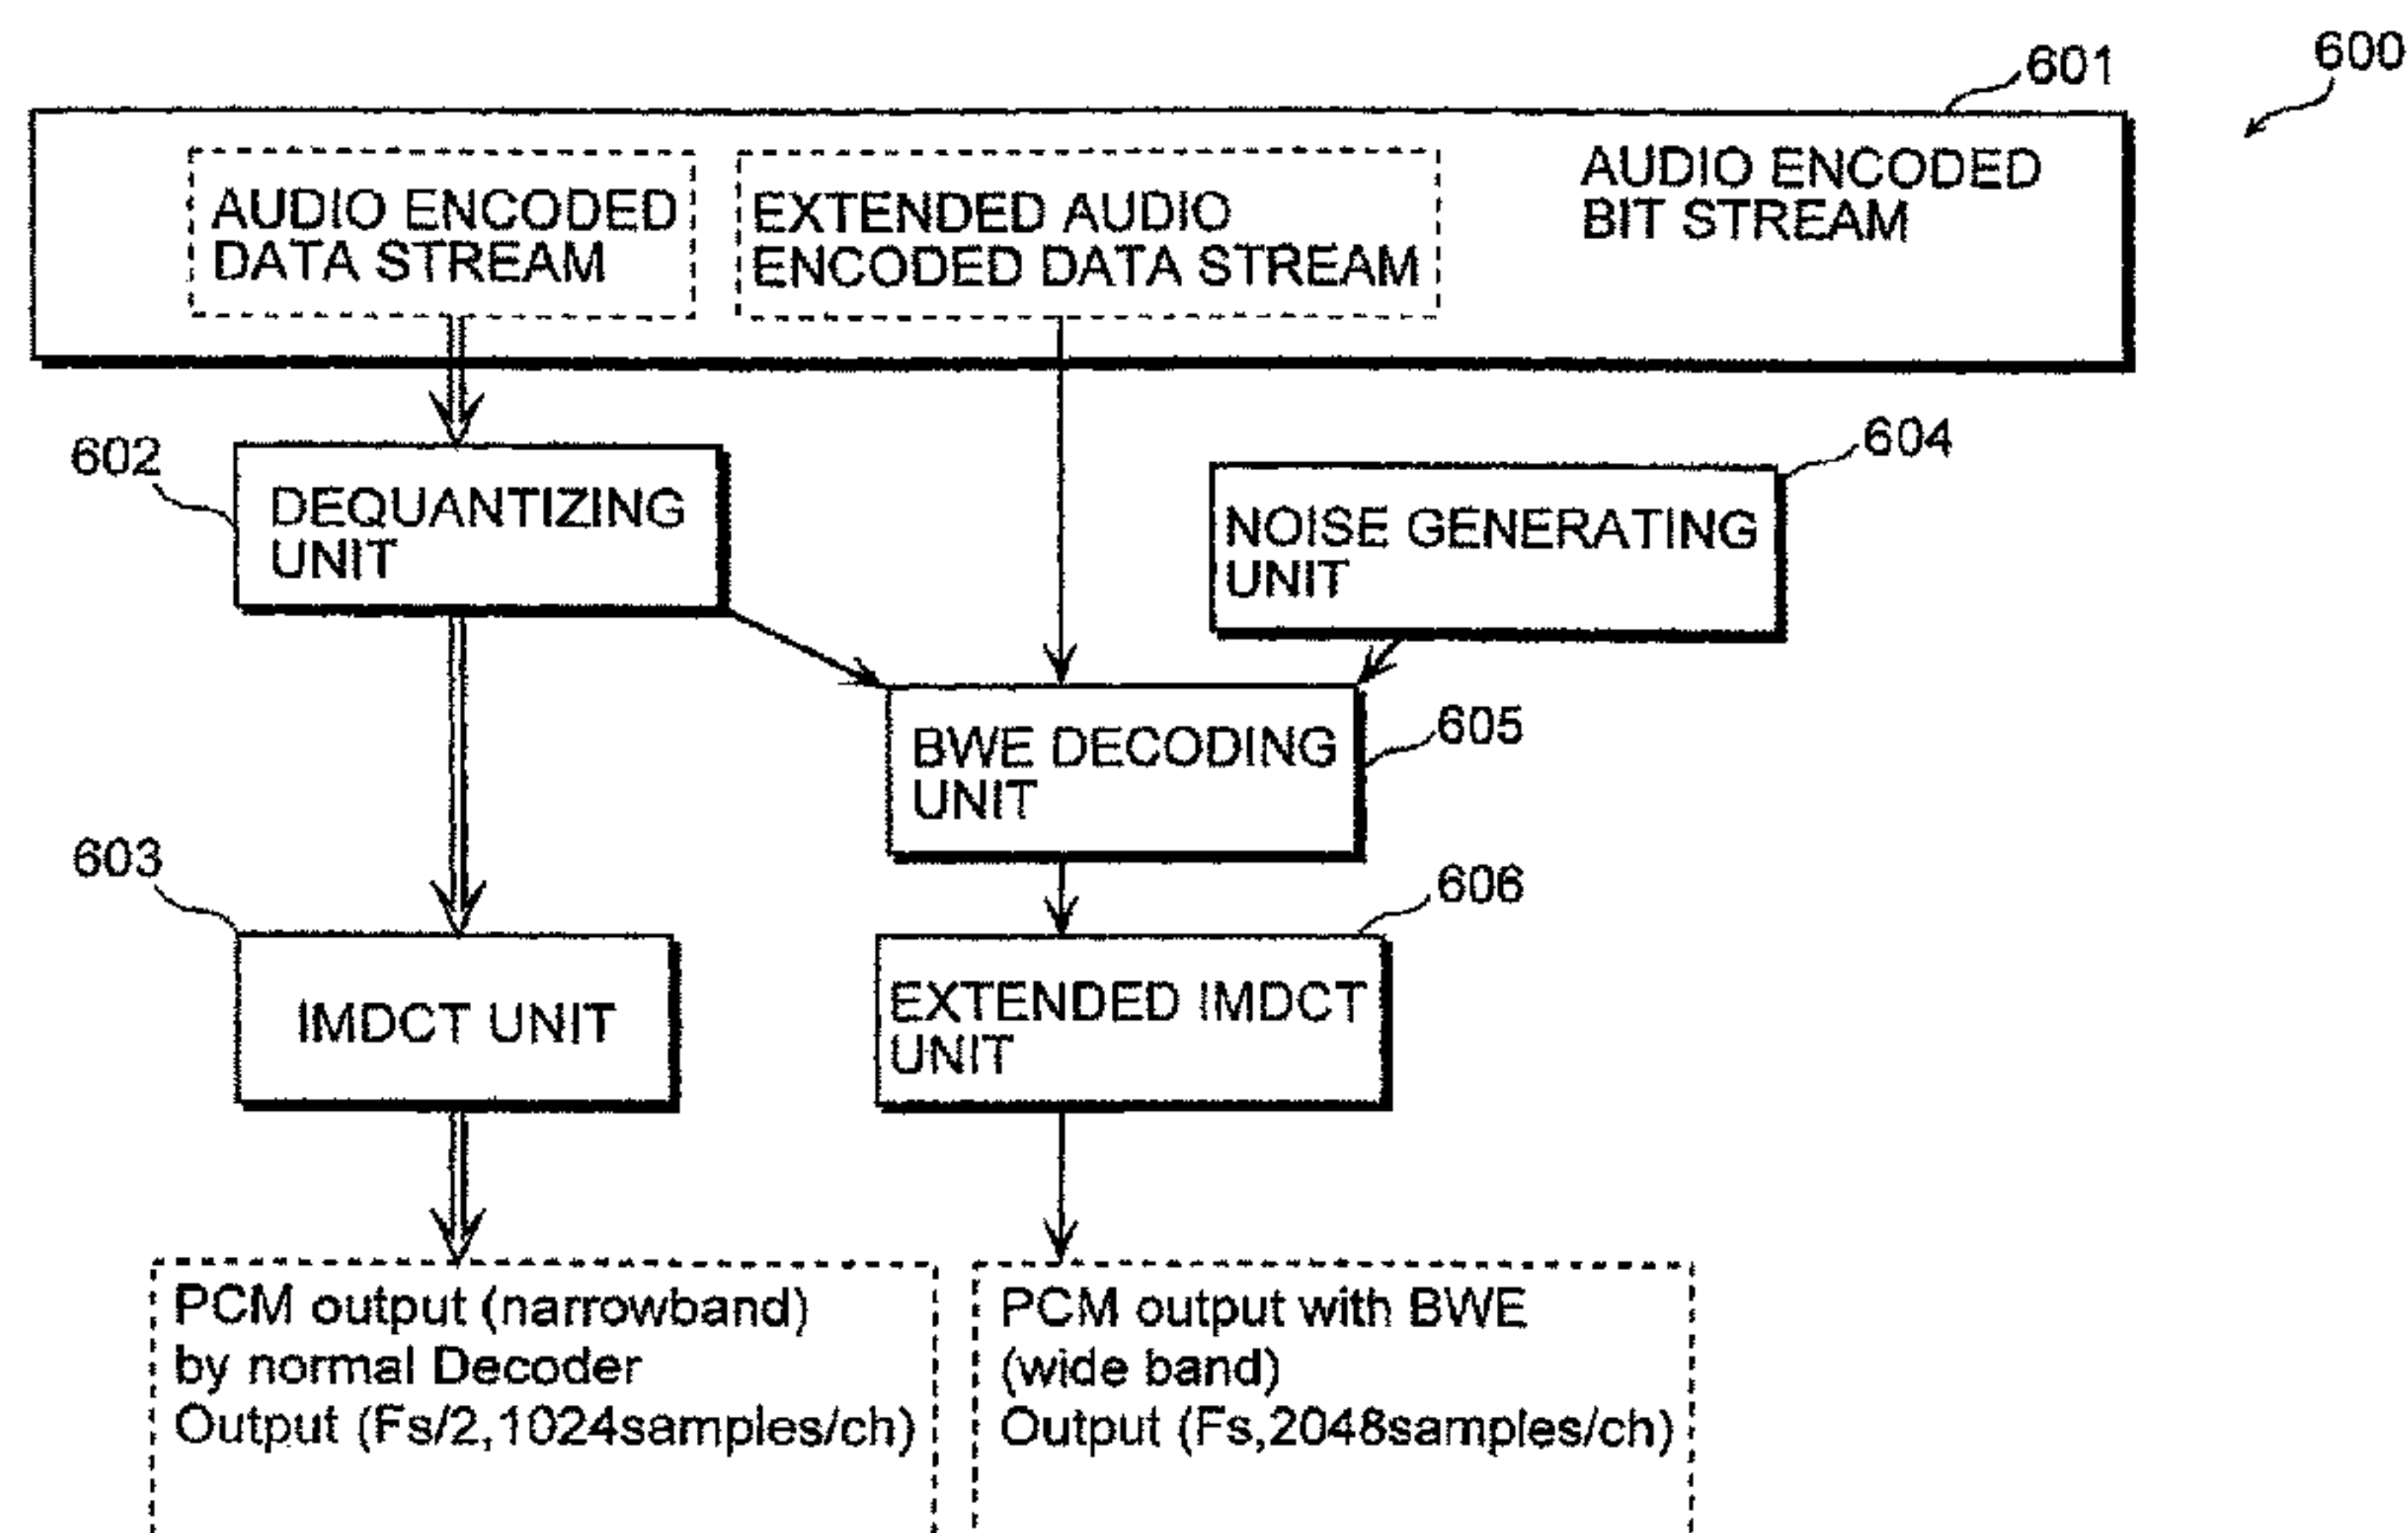 600
601
AUDIO ENCODED
DATA STREAM
EXTENDED AUDIO
ENCODED DATA STREAM
AUDIO ENCODED
BIT STREAM
602
DEQUANTIZING
UNIT
604
NOISE GENERATING
UNIT
605
BWE DECODING
UNIT
603
IMDCT UNIT
606
EXTENDED IMDCT
UNIT
PCM output (narrowband)
by normal Decoder
Output (Fs/2,1024samples/ch)
PCM output with BWE
(wide band)
Output (Fs,2048samples/ch)